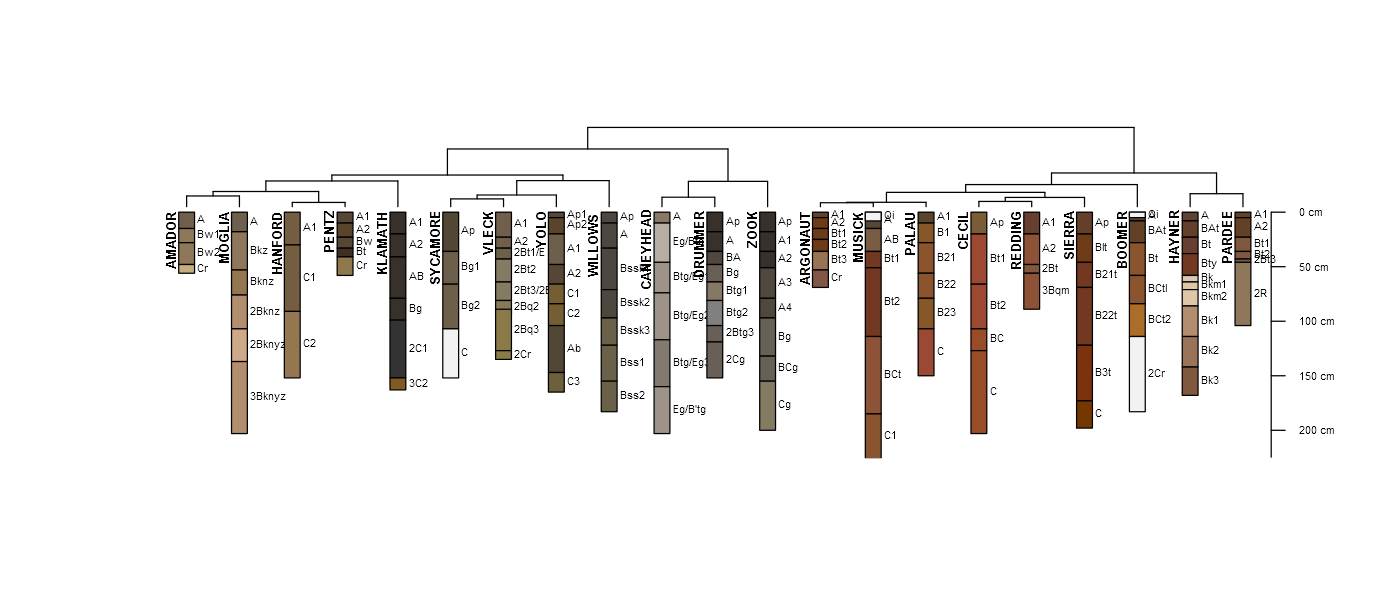 AMADOR
A
Bw1
Bw2
Cr
MOGLIA
A
Bkz
Bknz
2Bknz
2Bknyz
3Bknyz
HANFORD
A1
C1
C2
PENTZ
A1
A2
Bw
Bt
Cr
KLAMATH
A1
A2
AB
Bg
2C1
3C2
SYCAMORE
Ap
Bg1
Bg2
C
VLECK
A1
A2
2Bt1/E
2Bt2
2Bt3/2B
2Bq2
2Bq3
2Cr
YOLO
Ap1
Ap2
A1
A2
C1
C2
Ab
C3
WILLOWS
Ap
A
Bssk2
Bssk3
Bss1
Bss2
CANEYHEAD
A
Btg/Eg2
Btg/Eg3
Eg/B'tg
DRUMMER
Ap
A
BA
Bg
Btg1
Btg2
2Btg3
2Cg
ZOOK
Ap
A1
A2
A3
A4
Bg
BCg
Cg
ARGONAUT
A1
A2
Bt1
Bt2
Bt3
Cr
MUSICK
Oi
A
AB
Bt1
Bt2
BCt
C1
PALAU
A1
B1
B21
B22
B23
C
CECIL
Ap
Bt1
Bt2
BC
C
REDDING
A1
A2
2Bt
3Bqm
SIERRA
Ap
Blt
B21t
B22t
B3t
C
BOOMER
Oi
BAt
Bt
BCt1
BCt2
2Cr
HAYNER
A
BAt
Bt
Bty
Bk
Bkm1
Bkm2
Bk1
Bk2
Bk3
PARDEE
A1
A2
Bt1
Bt2
2Bt3
2R
0 cm
50 cm
100 cm
150 cm
200 cm